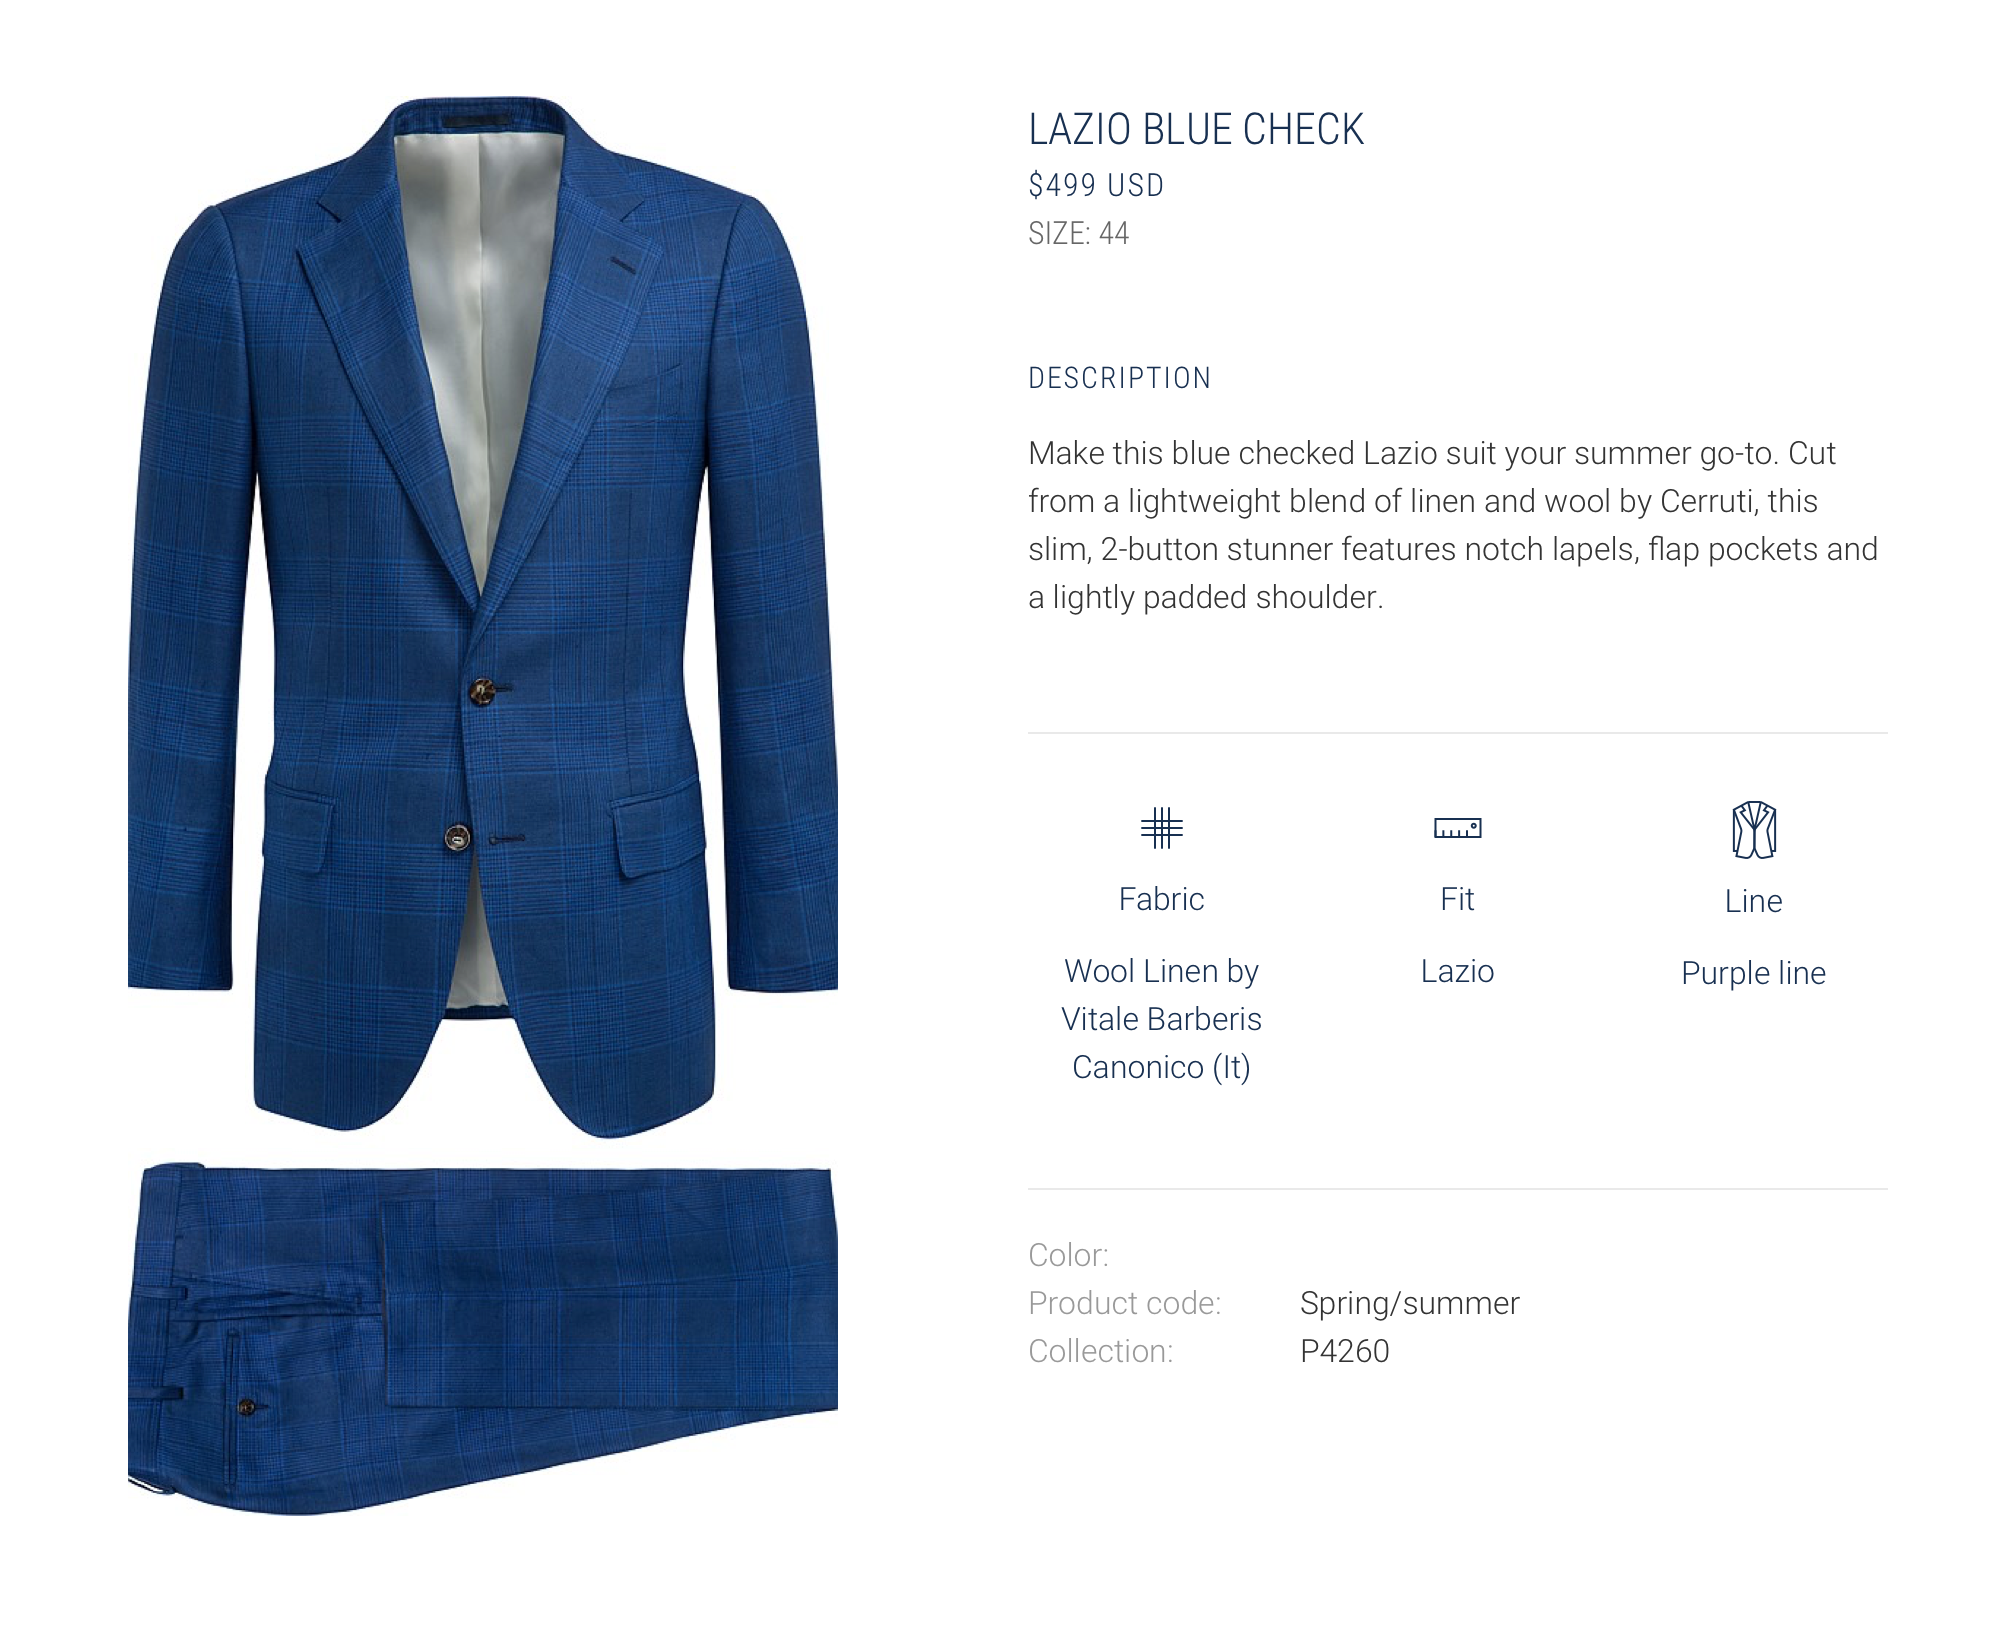 LAZIO BLUE CHECK
$499 USD
SIZE: 44
DESCRIPTION
Make this blue checked Lazio suit your summer go-to. Cut
from a lightweight blend of linen and wool by Cerruti, this
slim, 2-button stunner features notch lapels, flap pockets and
a lightly padded shoulder.
Fabric
Wool Linen by
Vitale Barberis
Canonico (It)
Fit
Lazio
Line
Purple line
Color:
Product code: Spring/summer
Collection: P4260